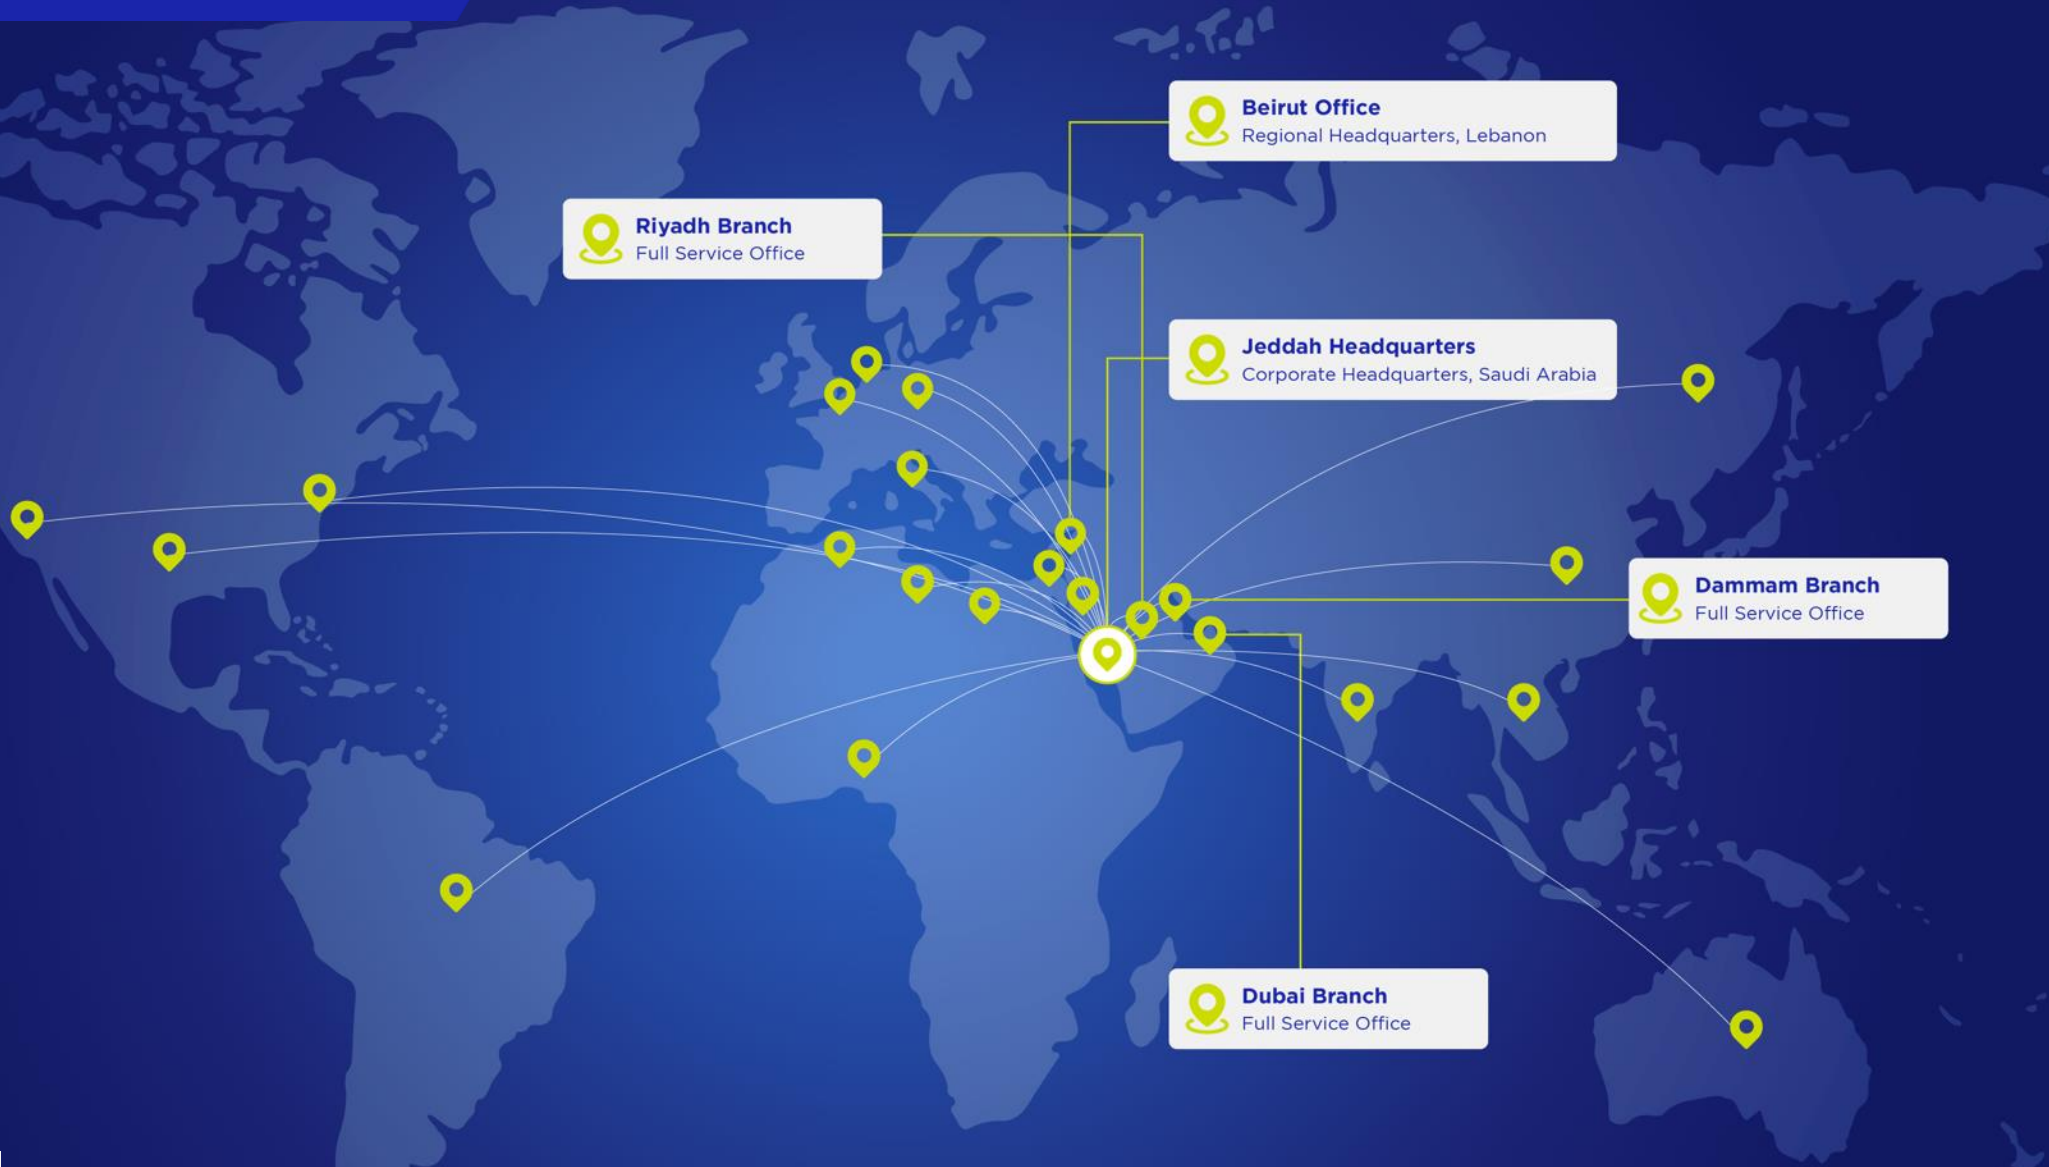 Beirut Office
Regional Headquarters, Lebanon
Riyadh Branch
Full Service Office
Jeddah Headquarters
Corporate Headquarters, Saudi Arabia
Dammam Branch
Full Service Office
Dubai Branch
Full Service Office